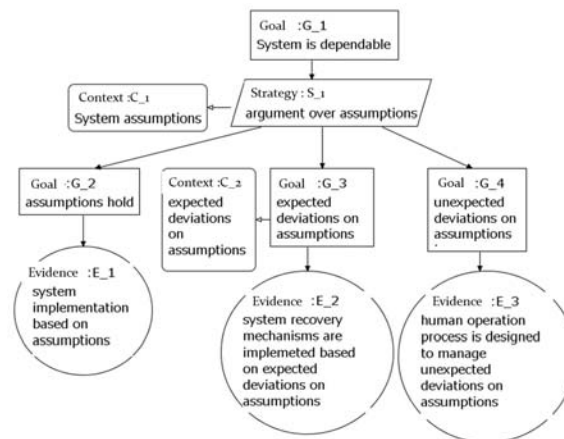 Goal :G_1
System is dependable
Context :C_1
System assumptions
Strategy : S_1
argument over assumptions
Goal :G_2
assumptions hold
Context :C_2
expected
deviations
on
assumptions
Goal :G_3
expected
deviations on
assumptions
Goal :G_4
unexpected
deviations on
assumptions
.
Evidence :E_1
system
implementation
based on
assumptions
Evidence :E_2
system recovery
mechanisms are
implemeted based
on expected
deviations on
assumptions
Evidence :E_3
human operation
process is designed
to manage
unexpected
deviations on
assumptions